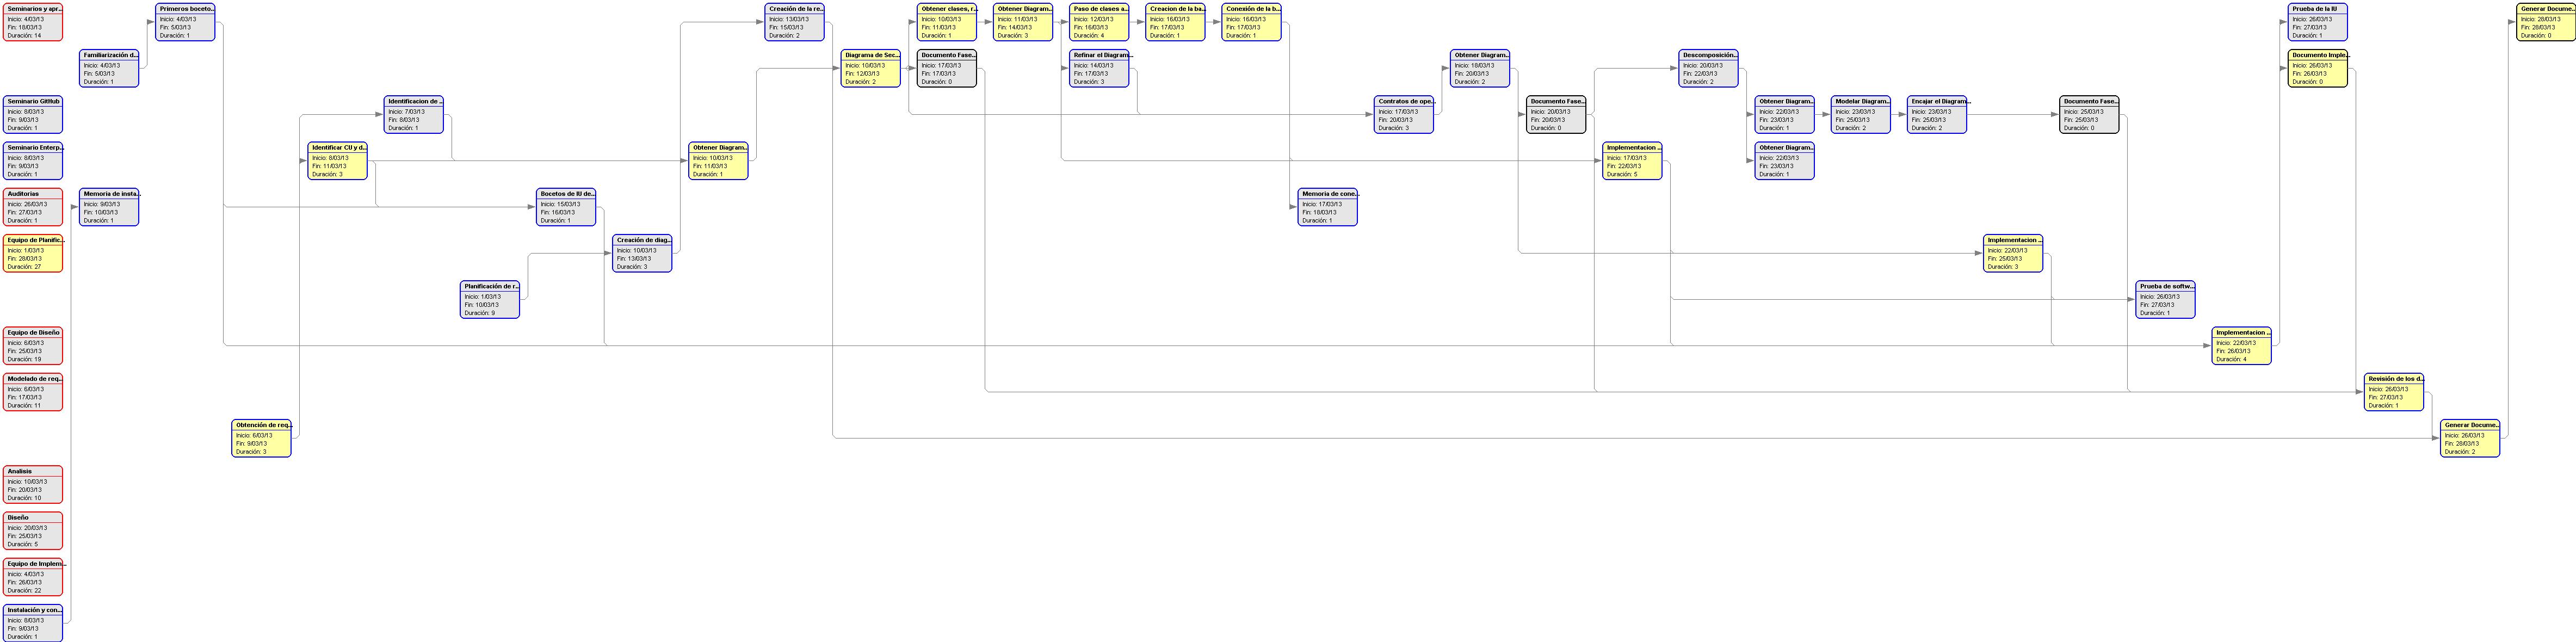 Seminarios y apr...
Inicio: 4/03/13
Fin: 18/03/13
Duración: 14
Primeros boceto...
Inicio: 4/03/13
Fin: 5/03/13
Duración: 1
Creación de la re...
Inicio: 13/03/13
Fin: 15/03/13
Duración: 2
Obtener clases, r...
Inicio: 10/03/13
Fin: 11/03/13
Duración: 1
Obtener Diagram...
Inicio: 11/03/13
Fin: 14/03/13
Duración: 3
Paso de clases a...
Inicio: 12/03/13
Fin: 16/03/13
Duración: 4
Creacion de la ba...
Inicio: 16/03/13
Fin: 17/03/13
Duración: 1
Conexión de la b...
Inicio: 16/03/13
Fin: 17/03/13
Duración: 1
Prueba de la IU
Inicio: 26/03/13
Fin: 27/03/13
Duración: 1
Generar Docume...
Inicio: 28/03/13
Fin: 28/03/13
Duración: 0
Familiarización d...
Inicio: 4/03/13
Fin: 5/03/13
Duración: 1
Diagrama de Sec...
Inicio: 10/03/13
Fin: 12/03/13
Duración: 2
Documento Fase...
Inicio: 17/03/13
Fin: 17/03/13
Duración: 0
Refinar el Diagram...
Inicio: 14/03/13
Fin: 17/03/13
Duración: 3
Obtener Diagram...
Inicio: 18/03/13
Fin: 20/03/13
Duración: 2
Descomposición...
Inicio: 20/03/13
Fin: 22/03/13
Duración: 2
Documento Imple...
Inicio: 26/03/13
Fin: 26/03/13
Duración: 0
Seminario GitHub
Inicio: 8/03/13
Fin: 9/03/13
Duración: 1
Identificacion de ...
Inicio: 7/03/13
Fin: 8/03/13
Duración: 1
Contratos de ope...
Inicio: 17/03/13
Fin: 20/03/13
Duración: 3
Documento Fase...
Inicio: 20/03/13
Fin: 20/03/13
Duración: 0
Obtener Diagram...
Inicio: 22/03/13
Fin: 23/03/13
Duración: 1
Modelar Diagram...
Inicio: 23/03/13
Fin: 25/03/13
Duración: 2
Encajar el Diagram...
Inicio: 23/03/13
Fin: 25/03/13
Duración: 2
Documento Fase...
Inicio: 25/03/13
Fin: 25/03/13
Duración: 0
Seminario Enterp...
Inicio: 8/03/13
Fin: 9/03/13
Duración: 1
Identificar CU y d...
Inicio: 8/03/13
Fin: 11/03/13
Duración: 3
Obtener Diagram...
Inicio: 10/03/13
Fin: 11/03/13
Duración: 1
Implementacion ...
Inicio: 17/03/13
Fin: 22/03/13
Duración: 5
Obtener Diagram...
Inicio: 22/03/13
Fin: 23/03/13
Duración: 1
Auditorias
Inicio: 26/03/13
Fin: 27/03/13
Duración: 1
Memoria de insta...
Inicio: 9/03/13
Fin: 10/03/13
Duración: 1
Bocetos de IU de...
Inicio: 15/03/13
Fin: 16/03/13
Duración: 1
Memoria de cone...
Inicio: 17/03/13
Fin: 18/03/13
Duración: 1
Equipo de Planific...
Inicio: 1/03/13
Fin: 28/03/13
Duración: 27
Creación de diag...
Inicio: 10/03/13
Fin: 13/03/13
Duración: 3
Implementacion ...
Inicio: 22/03/13
Fin: 25/03/13
Duración: 3
Planificación de r...
Inicio: 1/03/13
Fin: 10/03/13
Duración: 9
Prueba de softw...
Inicio: 26/03/13
Fin: 27/03/13
Duración: 1
Equipo de Diseño
Inicio: 6/03/13
Fin: 25/03/13
Duración: 19
Implementacion ...
Inicio: 22/03/13
Fin: 26/03/13
Duración: 4
Modelado de req...
Inicio: 6/03/13
Fin: 17/03/13
Duración: 11
Revisión de los d...
Inicio: 26/03/13
Fin: 27/03/13
Duración: 1
Obtención de req...
Inicio: 6/03/13
Fin: 9/03/13
Duración: 3
Generar Docume...
Inicio: 26/03/13
Fin: 28/03/13
Duración: 2
Analisis
Inicio: 10/03/13
Fin: 20/03/13
Duración: 10
Diseño
Inicio: 20/03/13
Fin: 25/03/13
Duración: 5
Equipo de Implem...
Inicio: 4/03/13
Fin: 26/03/13
Duración: 22
Instalación y con...
Inicio: 8/03/13
Fin: 9/03/13
Duración: 1